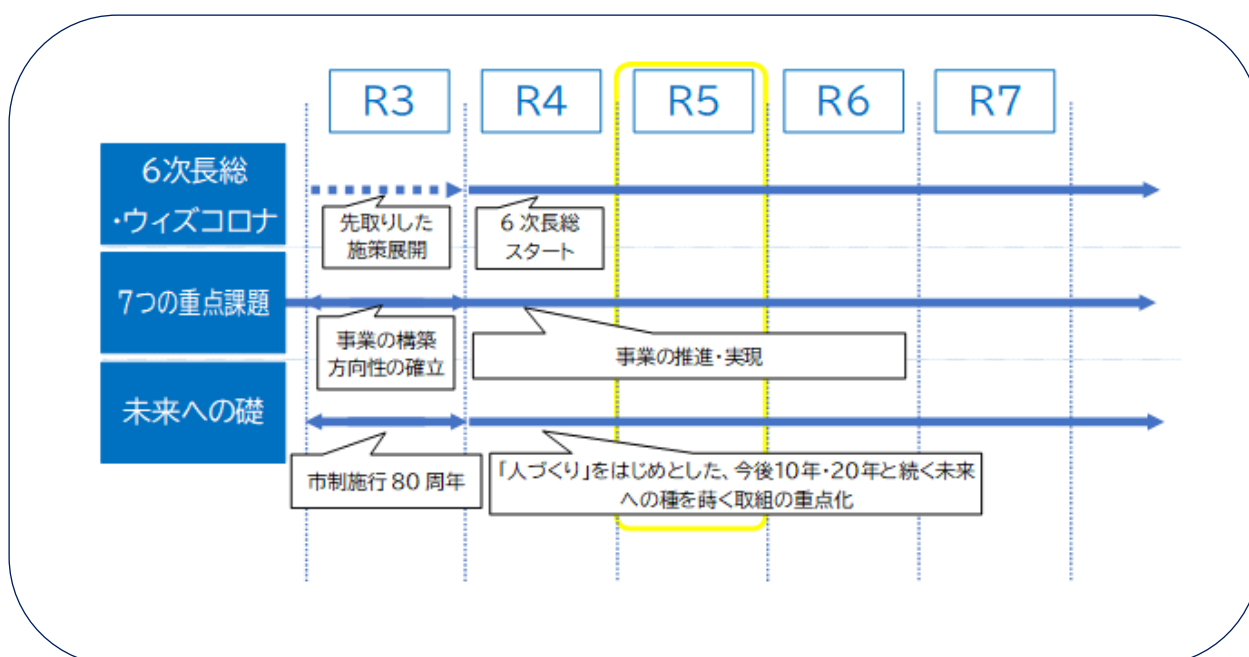 R3
R4
R5
R6
R7
6次長総
・ウィズコロナ
先取りした
施策展開
6次長総
スタート
7つの重点課題
事業の構築
方向性の確立
事業の推進・実現
未来への礎
市制施行80周年
「人づくり」をはじめとした、今後10年・20年と続く未来
への種を蒔く取組の重点化